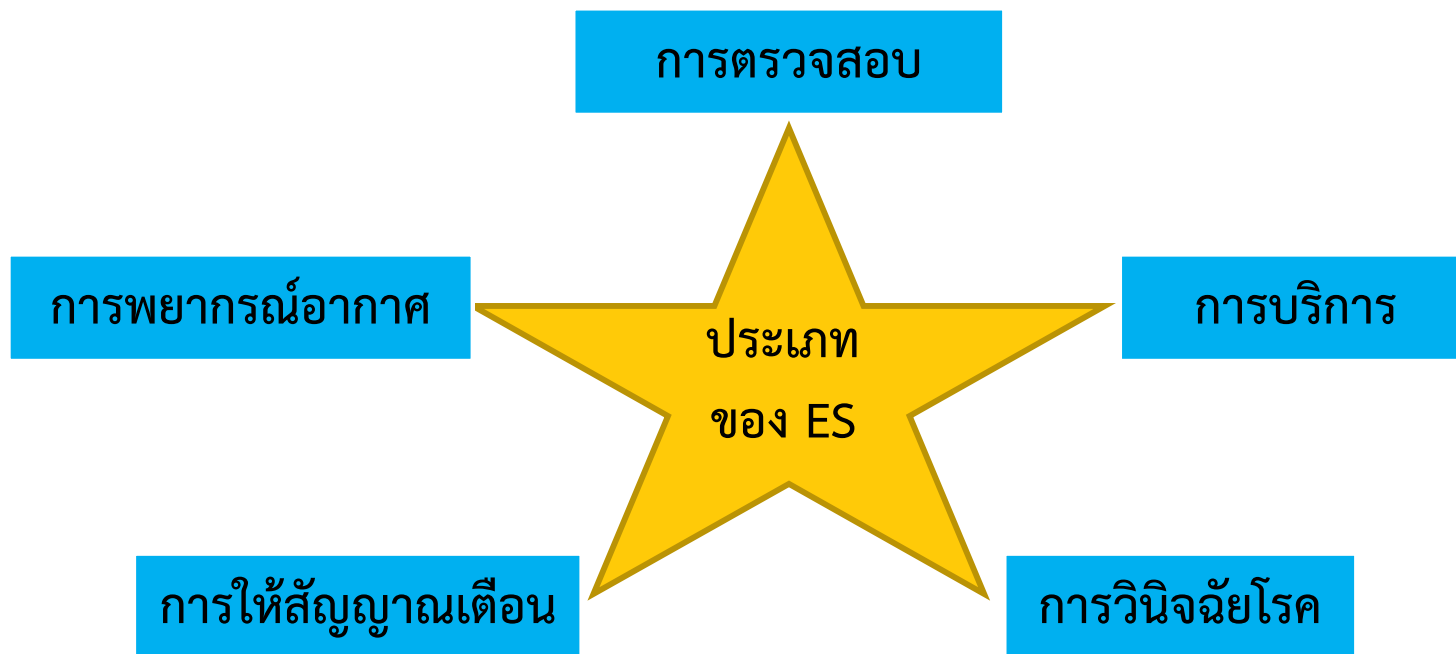 การตรวจสอบ
การพยากรณ์อากาศ
การบริการ
ประเภท
ของ ES
การให้สัญญาณเตือน
การวินิจฉัยโรค